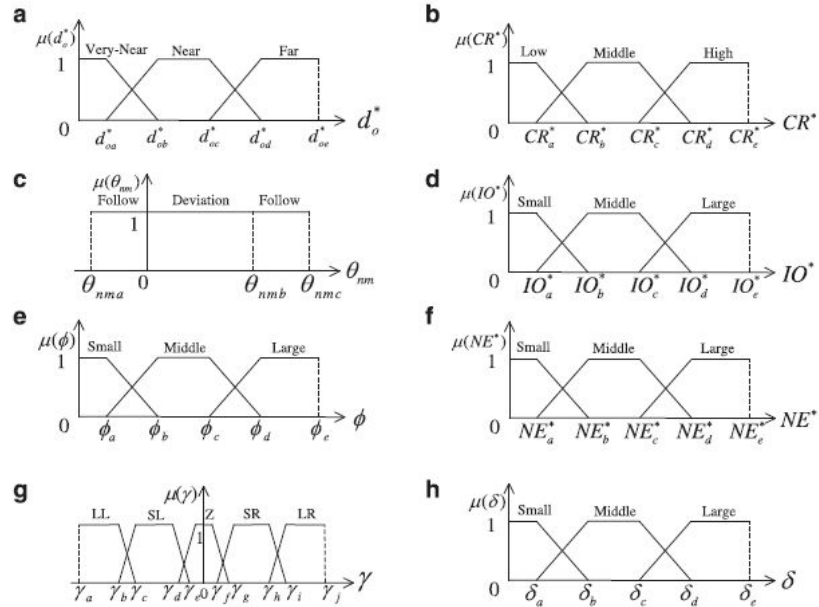 a
μ(d*o)
Very-Near Near Far
1
0
d*oa d*ob d*oc d*od d*oe d*o
b
μ(CR*)
Low Middle High
1
0
CR*a CR*b CR*c CR*d CR*e CR*
c
μ(θnm)
Follow Deviation Follow
1
θnma 0 θnmb θnmc θnm
d
μ(IO*)
Small Middle Large
1
0
IO*a IO*b IO*c IO*d IO*e IO*
e
μ(ϕ)
Small Middle Large
1
0
ϕa ϕb ϕc ϕd ϕe ϕ
f
μ(NE*)
Small Middle Large
1
0
NE*a NE*b NE*c NE*d NE*e NE*
g
μ(γ)
LL SL Z SR LR
1
γa γb γc γd γe 0 γf γg γh γi γj γ
h
μ(δ)
Small Middle Large
1
0
δa δb δc δd δe δ